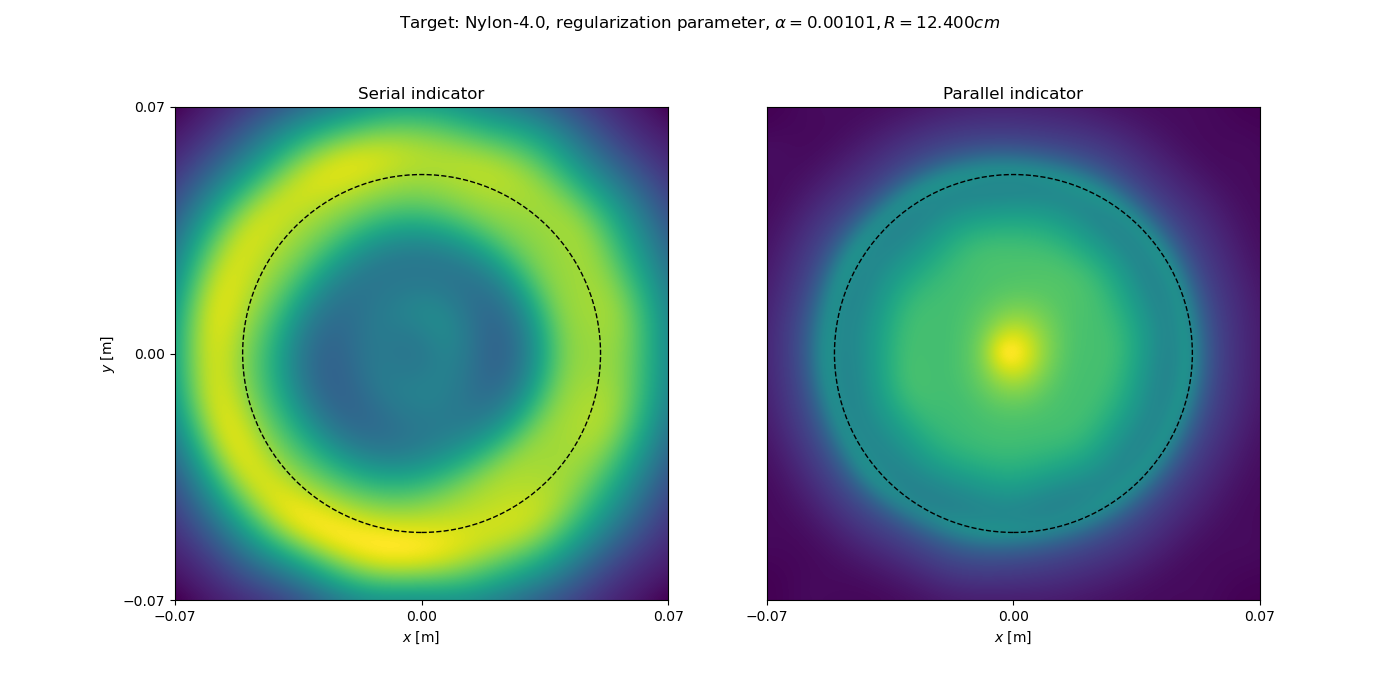 Target: Nylon-4.0, regularization parameter, α = 0.00101, R = 12.400cm
Serial indicator
Parallel indicator
0.07
0.00
−0.07
y [m]
−0.07 0.00 0.07
x [m]
−0.07 0.00 0.07
x [m]